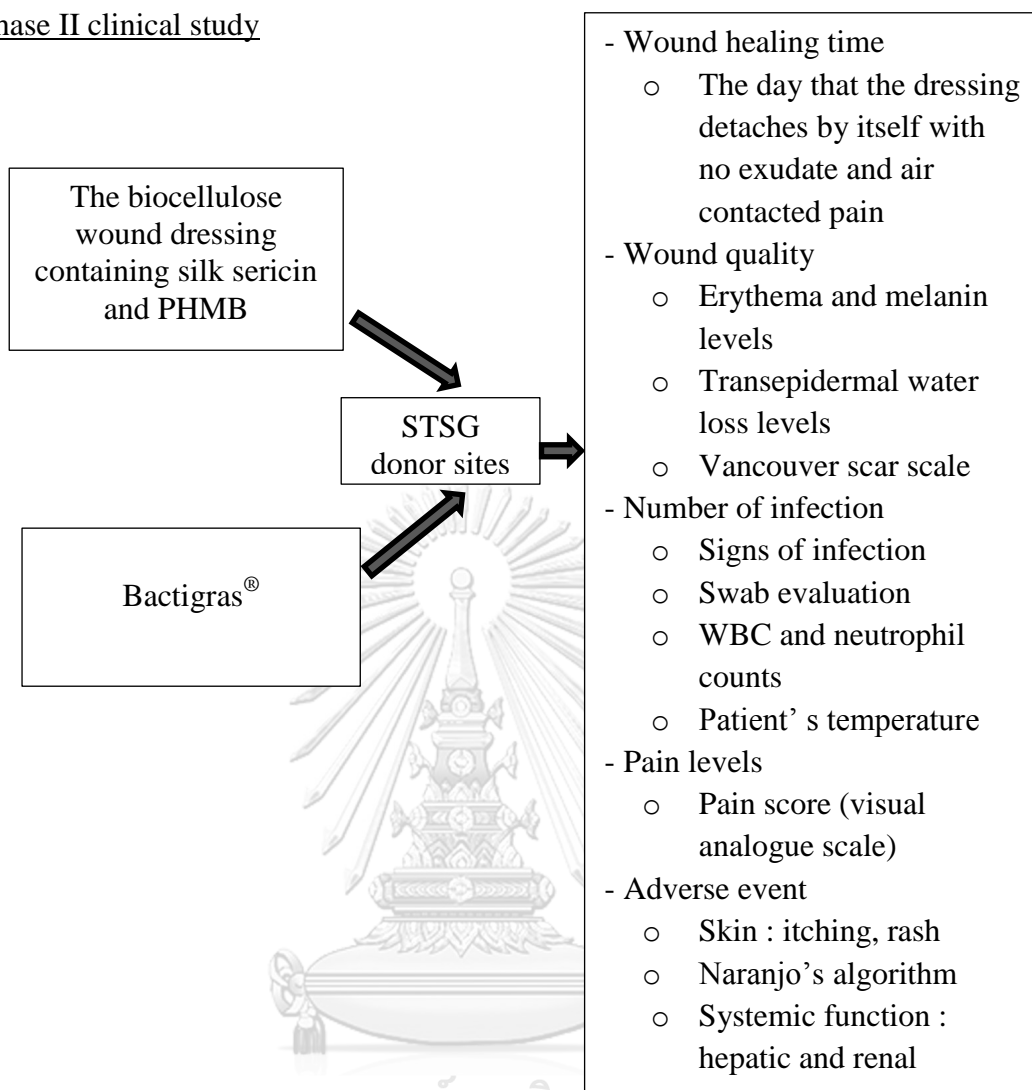 hase II clinical study
The biocellulose
wound dressing
containing silk sericin
and PHMB
Bactigras®
STSG
donor sites
- Wound healing time
o The day that the dressing
detaches by itself with
no exudate and air
contacted pain
- Wound quality
o Erythema and melanin
levels
o Transepidermal water
loss levels
o Vancouver scar scale
- Number of infection
o Signs of infection
o Swab evaluation
o WBC and neutrophil
counts
o Patient’ s temperature
- Pain levels
o Pain score (visual
analogue scale)
- Adverse event
o Skin : itching, rash
o Naranjo’s algorithm
o Systemic function :
hepatic and renal